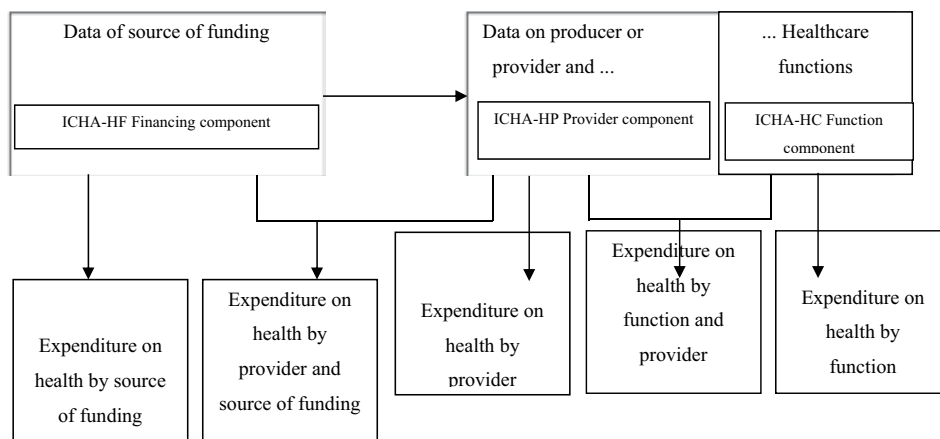 Data of source of funding
ICHA-HF Financing component
Data on producer or
provider and ...
ICHA-HP Provider component
... Healthcare
functions
ICHA-HC Function
component
Expenditure on
health by source
of funding
Expenditure on
health by
provider and
source of funding
Expenditure on
health by
provider
Expenditure on
health by
function and
provider
Expenditure on
health by
function